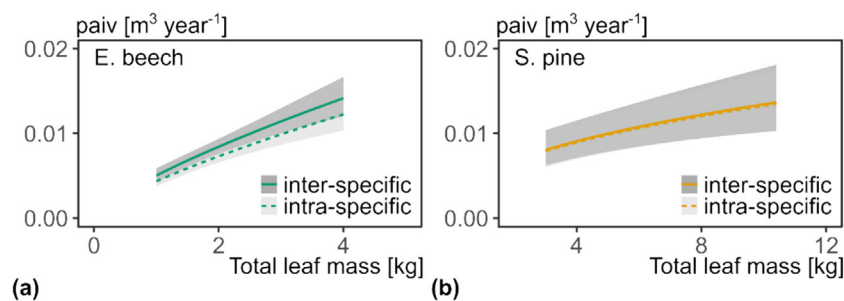 paiv [m³ year⁻¹]
E. beech
0.02
0.01
0.00
inter-specific
intra-specific
0 2 4
Total leaf mass [kg]
(a)
paiv [m³ year⁻¹]
S. pine
0.02
0.01
0.00
inter-specific
intra-specific
4 8 12
Total leaf mass [kg]
(b)